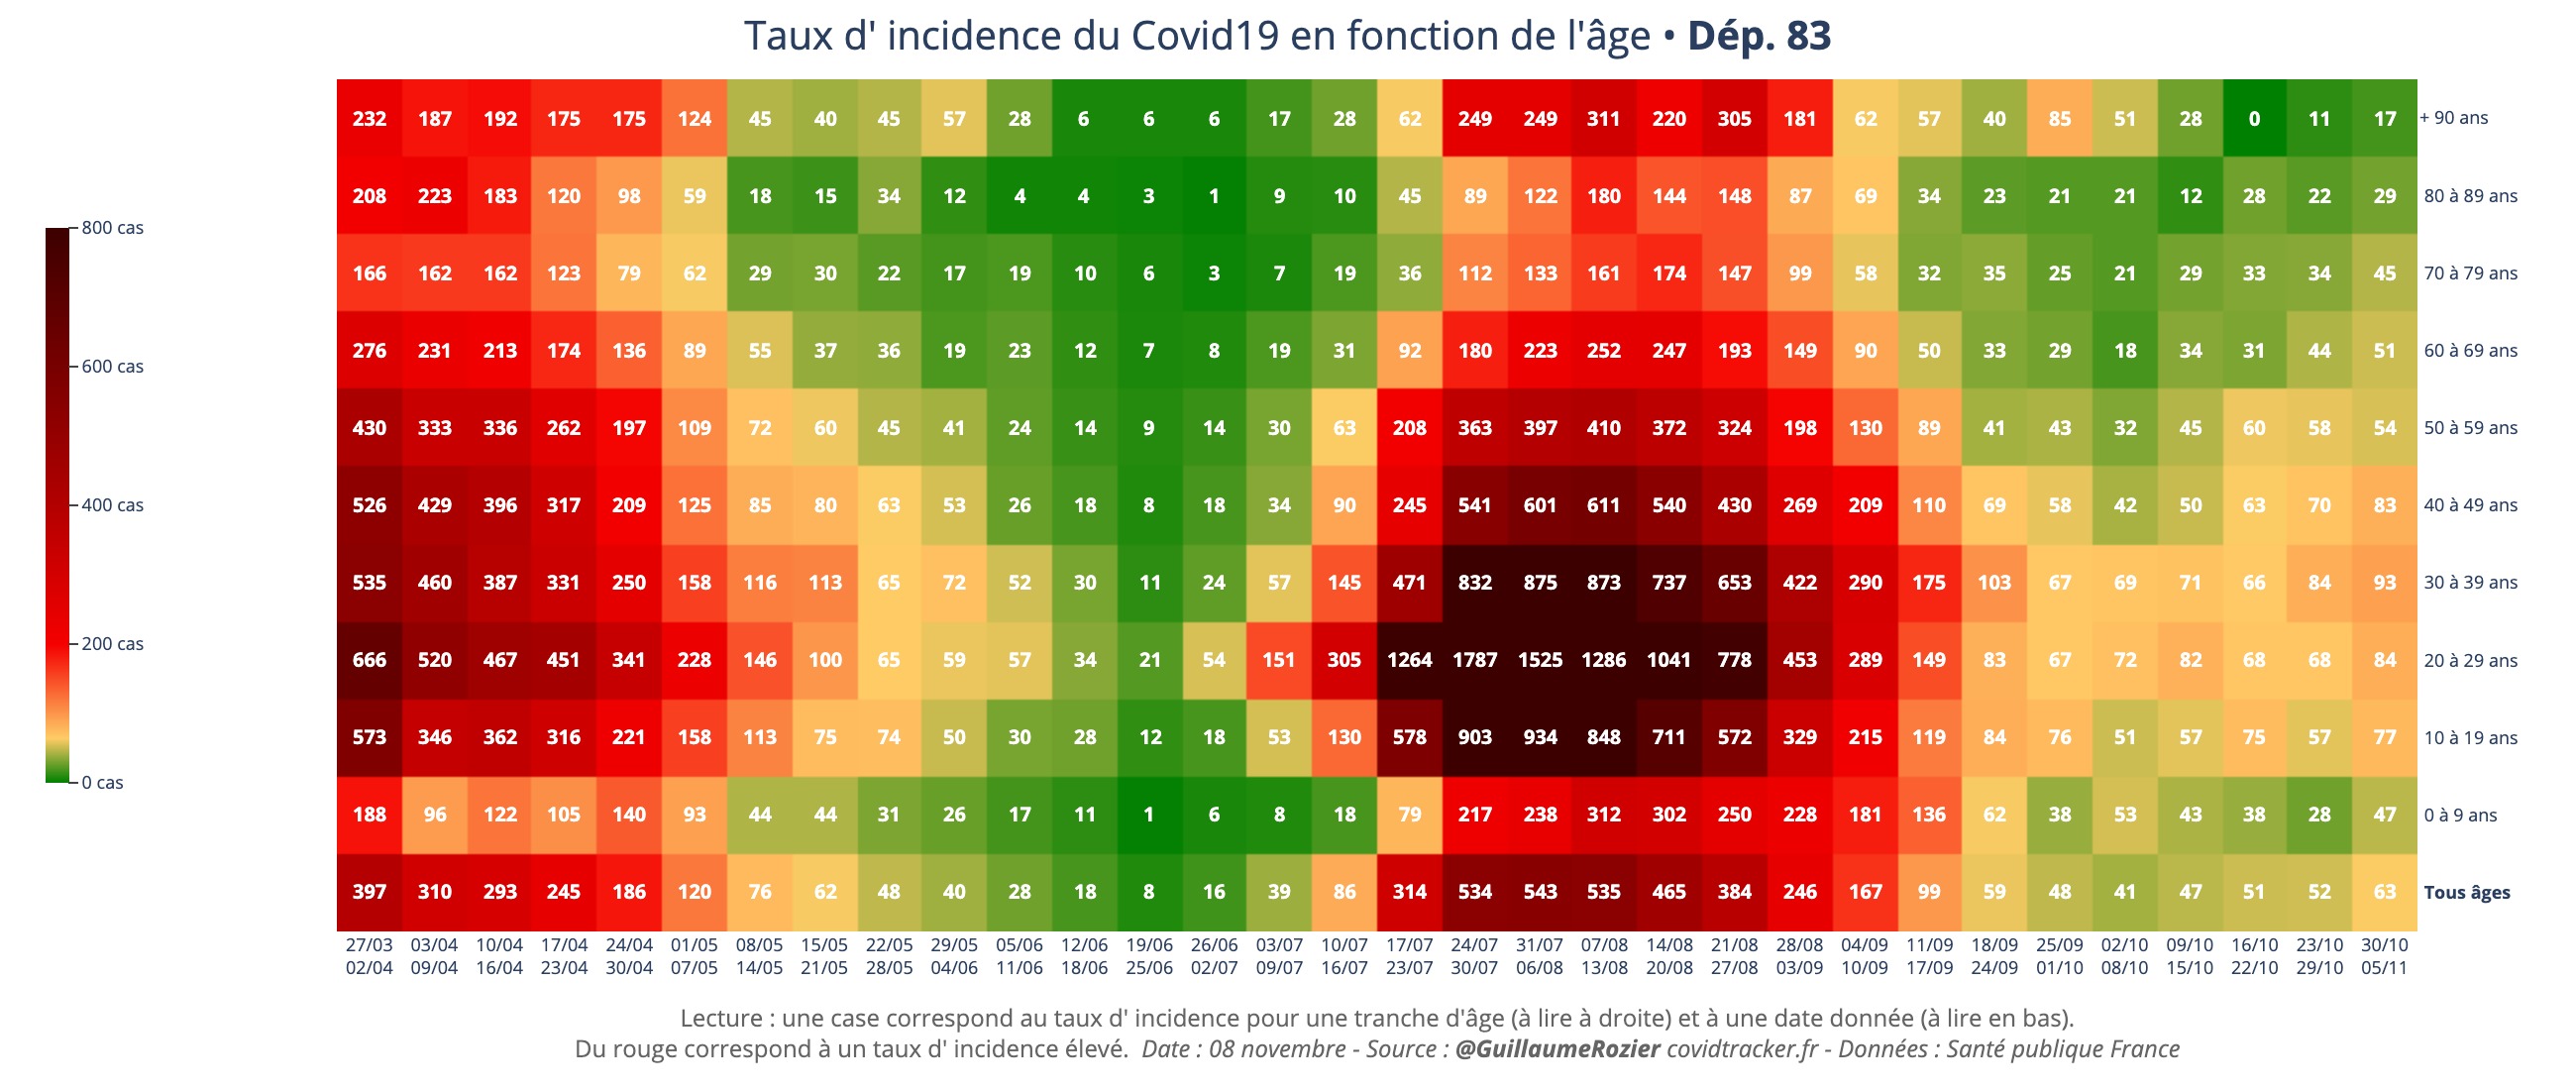 Taux d' incidence du Covid19 en fonction de l'âge • Dép. 83
232 187 192 175 175 124 45 40 45 57 28 6 6 6 17 28 62 249 249 311 220 305 181 62 57 40 85 51 28 0 11 17 + 90 ans
208 223 183 120 98 59 18 15 34 12 4 4 3 1 9 10 45 89 122 180 144 148 87 69 34 23 21 21 12 28 22 29 80 à 89 ans
800 cas
166 162 162 123 79 62 29 30 22 17 19 10 6 3 7 19 36 112 133 161 174 147 99 58 32 35 25 21 29 33 34 45 70 à 79 ans
276 231 213 174 136 89 55 37 36 19 23 12 7 8 19 31 92 180 223 252 247 193 149 90 50 33 29 18 34 31 44 51 60 à 69 ans
600 cas
430 333 336 262 197 109 72 60 45 41 24 14 9 14 30 63 208 363 397 410 372 324 198 130 89 41 43 32 45 60 58 54 50 à 59 ans
400 cas
526 429 396 317 209 125 85 80 63 53 26 18 8 18 34 90 245 541 601 611 540 430 269 209 110 69 58 42 50 63 70 83 40 à 49 ans
535 460 387 331 250 158 116 113 65 72 52 30 11 24 57 145 471 832 875 873 737 653 422 290 175 103 67 69 71 66 84 93 30 à 39 ans
200 cas
666 520 467 451 341 228 146 100 65 59 57 34 21 54 151 305 1264 1787 1525 1286 1041 778 453 289 149 83 67 72 82 68 68 84 20 à 29 ans
573 346 362 316 221 158 113 75 74 50 30 28 12 18 53 130 578 903 934 848 711 572 329 215 119 84 76 51 57 75 57 77 10 à 19 ans
0 cas
188 96 122 105 140 93 44 44 31 26 17 11 1 6 8 18 79 217 238 312 302 250 228 181 136 62 38 53 43 38 28 47 0 à 9 ans
397 310 293 245 186 120 76 62 48 40 28 18 8 16 39 86 314 534 543 535 465 384 246 167 99 59 48 41 47 51 52 63 Tous âges
27/03 03/04 10/04 17/04 24/04 01/05 08/05 15/05 22/05 29/05 05/06 12/06 19/06 26/06 03/07 10/07 17/07 24/07 31/07 07/08 14/08 21/08 28/08 04/09 11/09 18/09 25/09 02/10 09/10 16/10 23/10 30/10
02/04 09/04 16/04 23/04 30/04 07/05 14/05 21/05 28/05 04/06 11/06 18/06 25/06 02/07 09/07 16/07 23/07 30/07 06/08 13/08 20/08 27/08 03/09 10/09 17/09 24/09 01/10 08/10 15/10 22/10 29/10 05/11
Lecture : une case correspond au taux d' incidence pour une tranche d'âge (à lire à droite) et à une date donnée (à lire en bas).
Du rouge correspond à un taux d' incidence élevé. Date : 08 novembre - Source : @GuillaumeRozier covidtracker.fr - Données : Santé publique France